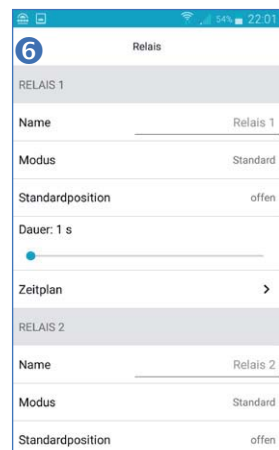 54% 22:01
6 Relais
RELAIS 1
Name Relais 1
Modus Standard
Standardposition offen
Dauer: 1 s
Zeitplan >
RELAIS 2
Name Relais 2
Modus Standard
Standardposition offen